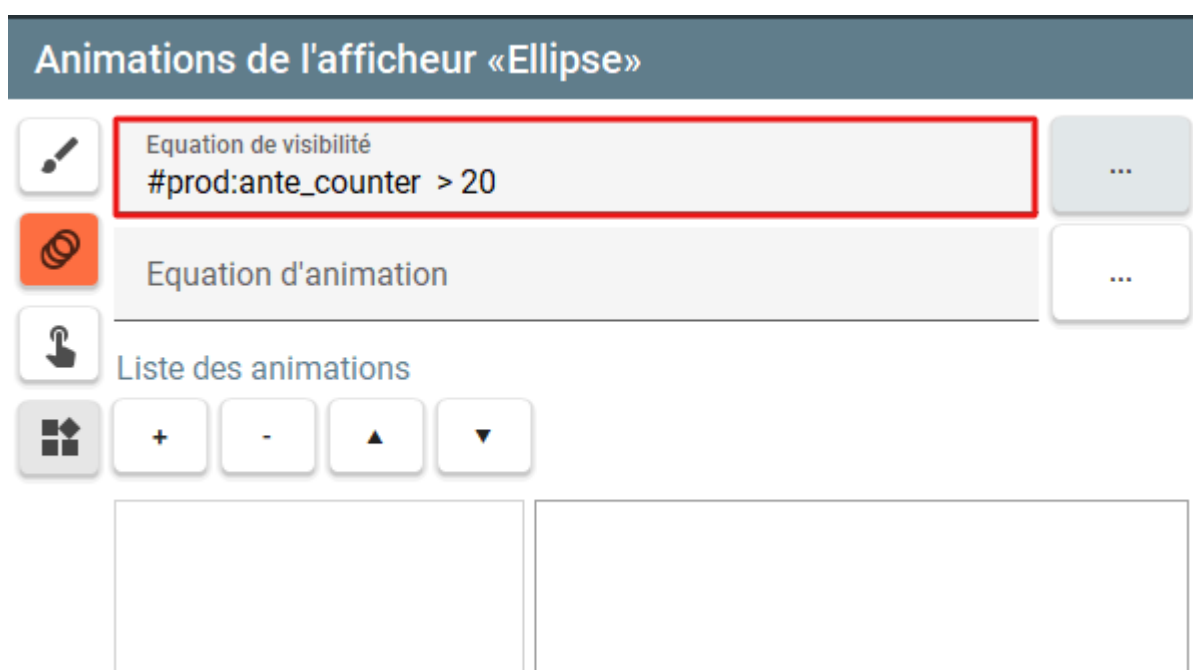 Animations de l'afficheur «Ellipse»
Equation de visibilité
#prod:ante_counter > 20
...
Equation d'animation
...
Liste des animations
+ - ▲ ▼